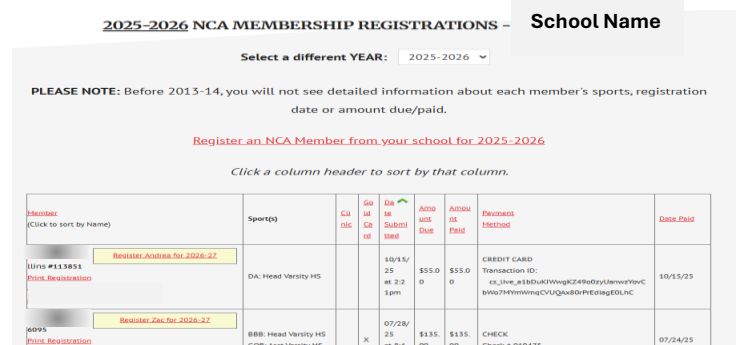 2025-2026 NCA MEMBERSHIP REGISTRATIONS – School Name
Select a different YEAR: 2025-2026
PLEASE NOTE: Before 2013-14, you will not see detailed information about each member's sports, registration
date or amount due/paid.
Register an NCA Member from your school for 2025-2026
Click a column header to sort by that column.
Member
(Click to sort by Name)
Sport(s)
Cli
nic
Go
ld
Ca
rd
Da
te
Submi
tted
Amo
unt
Due
Amou
nt
Paid
Payment
Method
Date Paid
Register Andrea for 2026-27
llins #113851
Print Registration
DA: Head Varsity HS
10/15/
25
at 2:2
1pm
$55.0
0
$55.0
0
CREDIT CARD
Transaction ID:
10/15/25
Register Zac for 2026-27
6095
Print Registration
BBB: Head Varsity HS
X
07/28/
25
$135.
$135.
CHECK
07/24/25